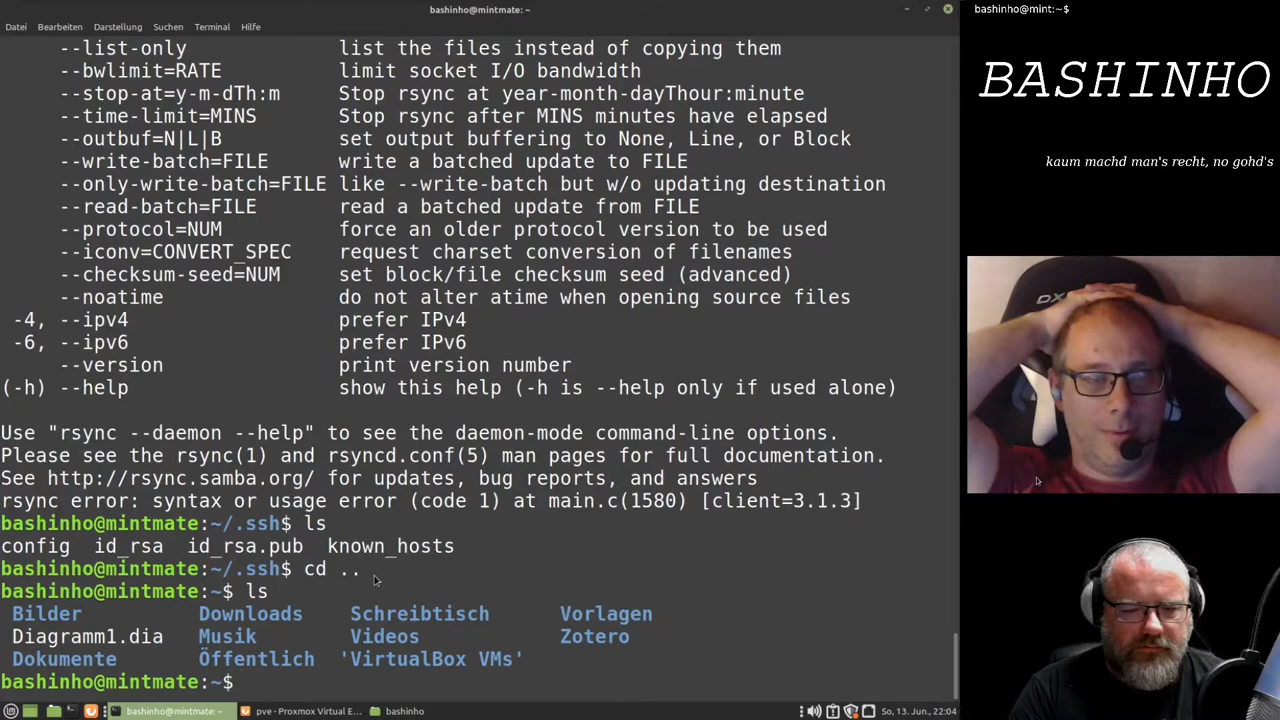 bashinho@mintmate: ~
Datei Bearbeiten Darstellung Suchen Terminal Hilfe
--list-only list the files instead of copying them
--bwlimit=RATE limit socket I/O bandwidth
--stop-at=y-m-dTh:m Stop rsync at year-month-dayThour:minute
--time-limit=MINS Stop rsync after MINS minutes have elapsed
--outbuf=N|L|B set output buffering to None, Line, or Block
--write-batch=FILE write a batched update to FILE
--only-write-batch=FILE like --write-batch but w/o updating destination
--read-batch=FILE read a batched update from FILE
--protocol=NUM force an older protocol version to be used
--iconv=CONVERT_SPEC request charset conversion of filenames
--checksum-seed=NUM set block/file checksum seed (advanced)
--noatime do not alter atime when opening source files
-4, --ipv4 prefer IPv4
-6, --ipv6 prefer IPv6
--version print version number
(-h) --help show this help (-h is --help only if used alone)
Use "rsync --daemon --help" to see the daemon-mode command-line options.
Please see the rsync(1) and rsyncd.conf(5) man pages for full documentation.
See http://rsync.samba.org/ for updates, bug reports, and answers
rsync error: syntax or usage error (code 1) at main.c(1580) [client=3.1.3]
bashinho@mintmate:~/.ssh$ ls
config id_rsa id_rsa.pub known_hosts
bashinho@mintmate:~/.ssh$ cd ..
bashinho@mintmate:~$ ls
Bilder Downloads Schreibtisch Vorlagen
Diagramm1.dia Musik Videos Zotero
Dokumente Öffentlich 'VirtualBox VMs'
bashinho@mintmate:~$
bashinho@mintmate: ~ pve - Proxmox Virtual E... bashinho So, 13. Jun., 22:04
bashinho@mint:~$
BASHINHO
kaum machd man's recht, no gohd's